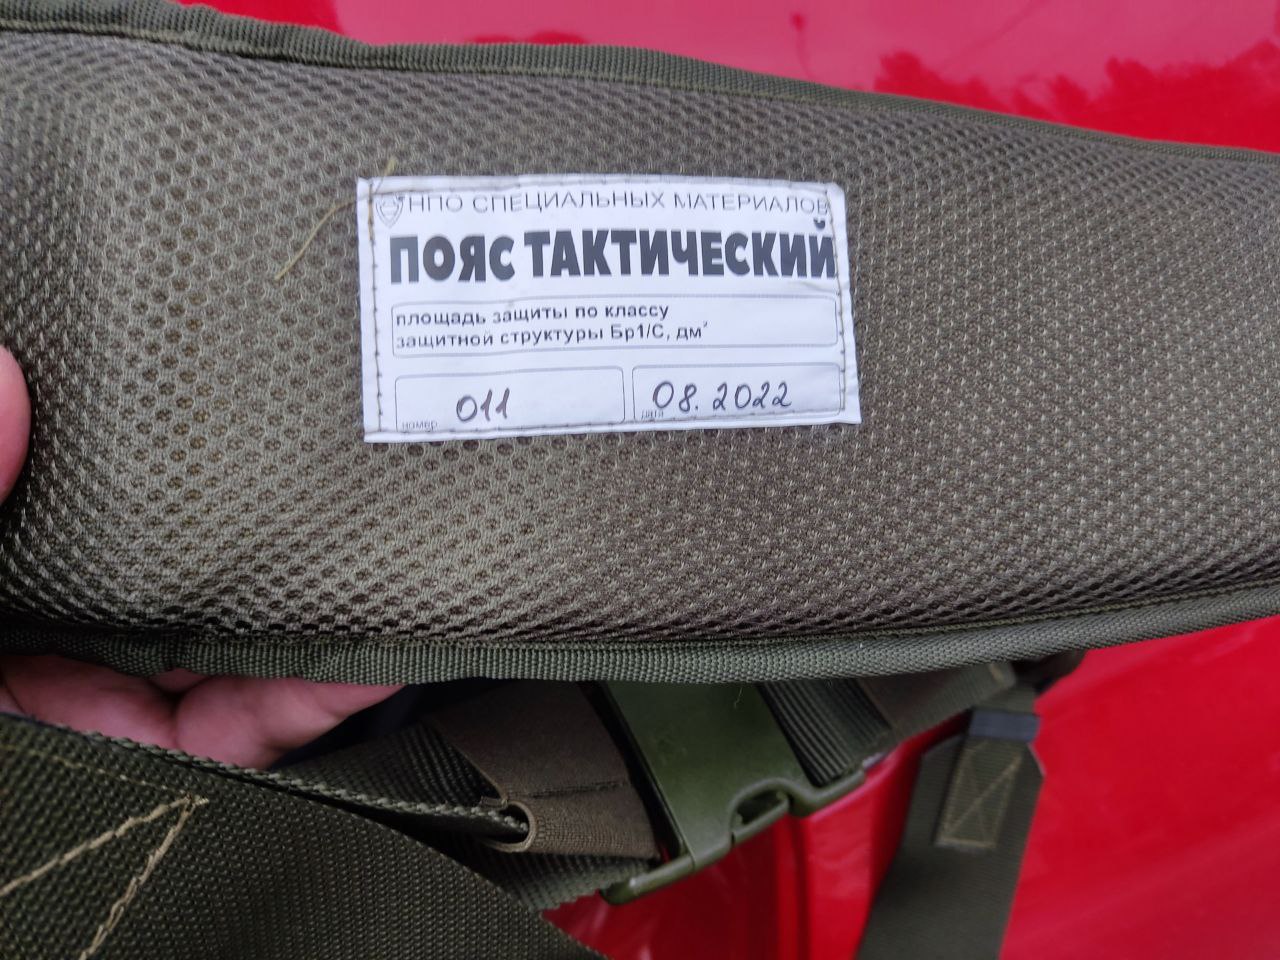 НПО СПЕЦИАЛЬНЫХ МАТЕРИАЛОВ
ПОЯС ТАКТИЧЕСКИЙ
площадь защиты по классу
защитной структуры Бр1/С, дм²
011
номер
08.2022
дата